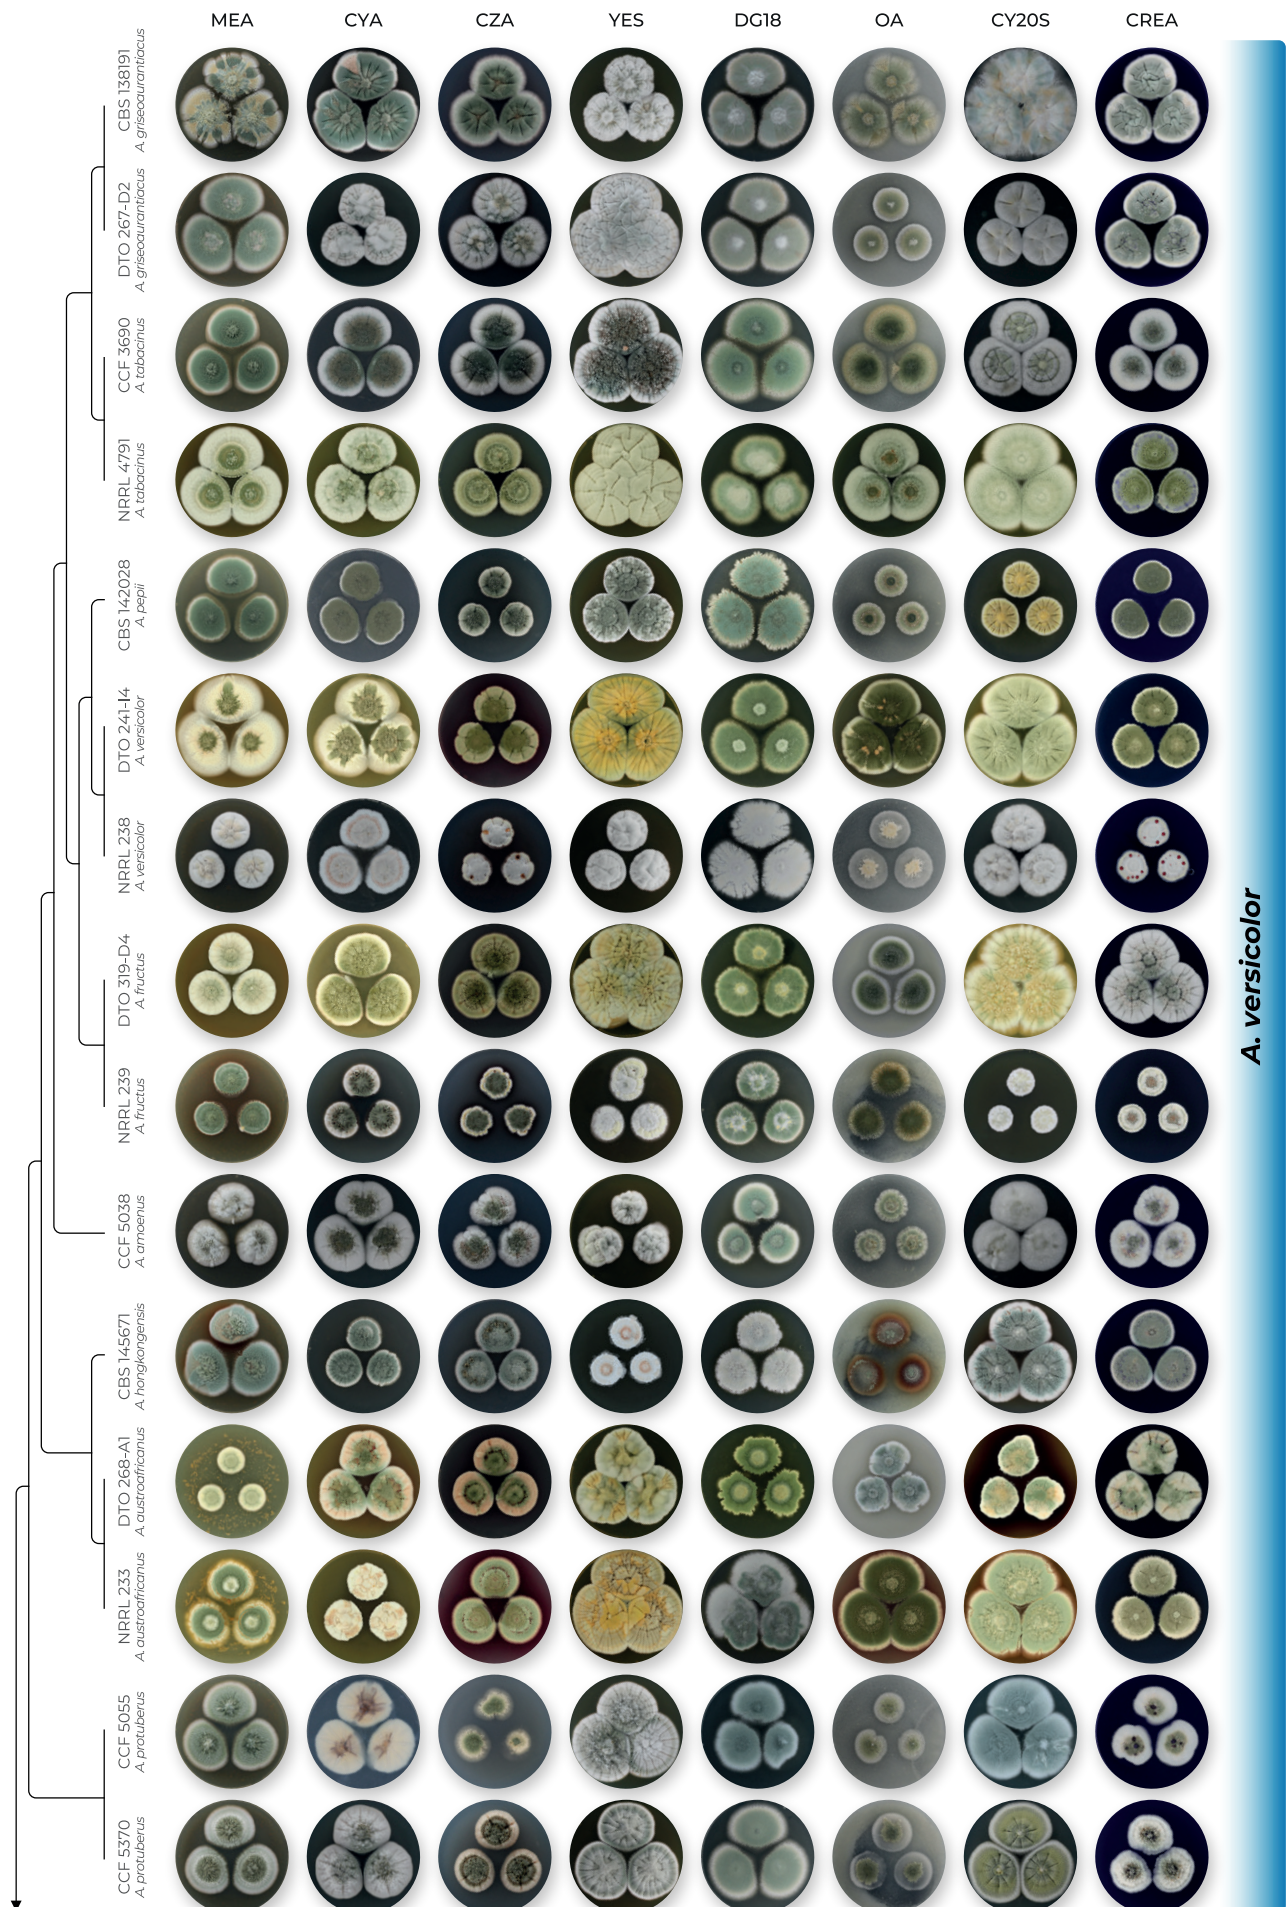 MEA CYA CZA YES DG18 OA CY20S CREA
CBS 138191
A. griseoaurantiacus
DTO 267-D2
A. griseoaurantiacus
CCF 3690
A. tabacinus
NRRL 4791
A. tabacinus
CBS 142028
A. pepii
DTO 241-I4
A. versicolor
NRRL 238
A. versicolor
DTO 319-D4
A. fructus
NRRL 239
A. fructus
CCF 5038
A. amoenus
CBS 145671
A. hongkongensis
DTO 268-A1
A. austroafricanus
NRRL 233
A. austroafricanus
CCF 5055
A. protuberus
CCF 5370
A. protuberus
A. versicolor